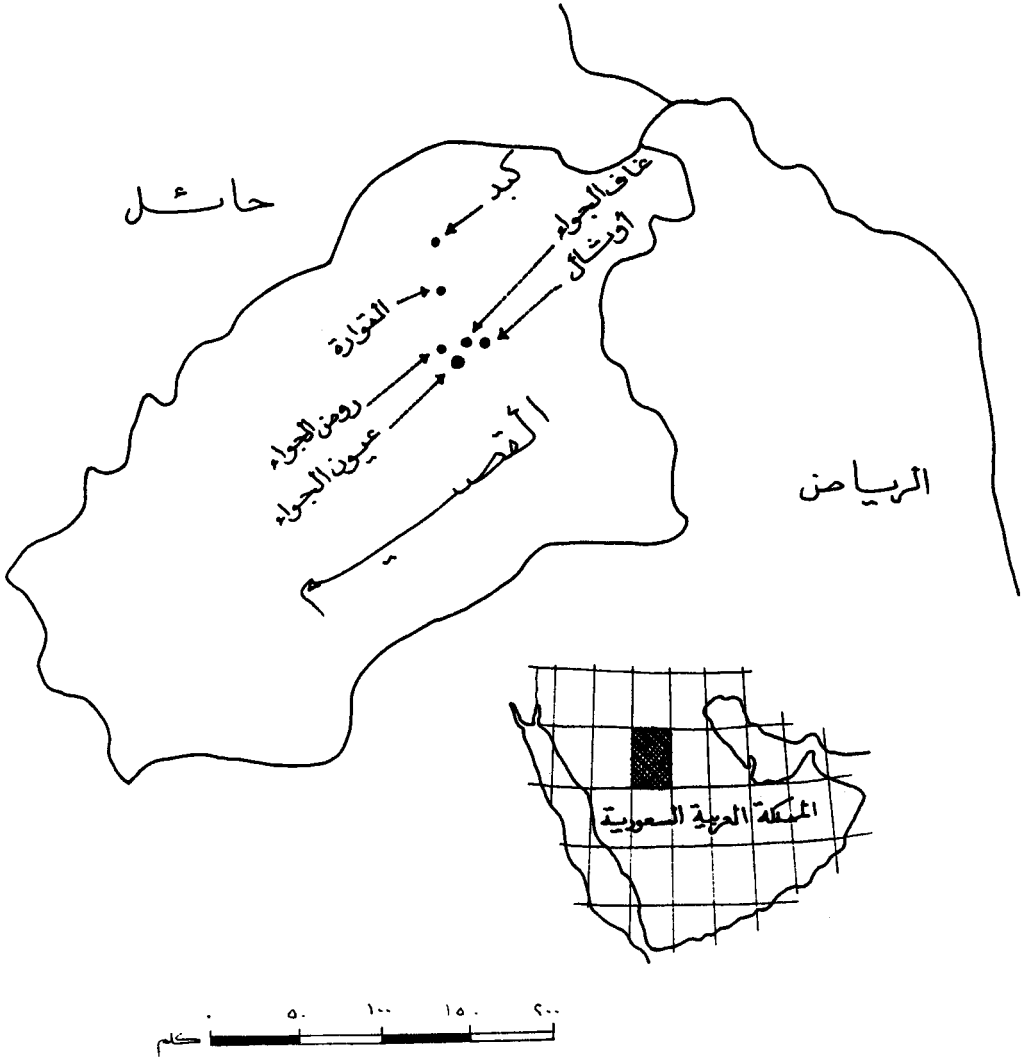 كبد
غاف الجواء
أوثال
حائل
القوارة
روض الجواء
عيون الجواء
القصيم
الرياض
المملكة العربية السعودية
٠ ٥٠ ١٠٠ ١٥٠ ٢٠٠
كلم